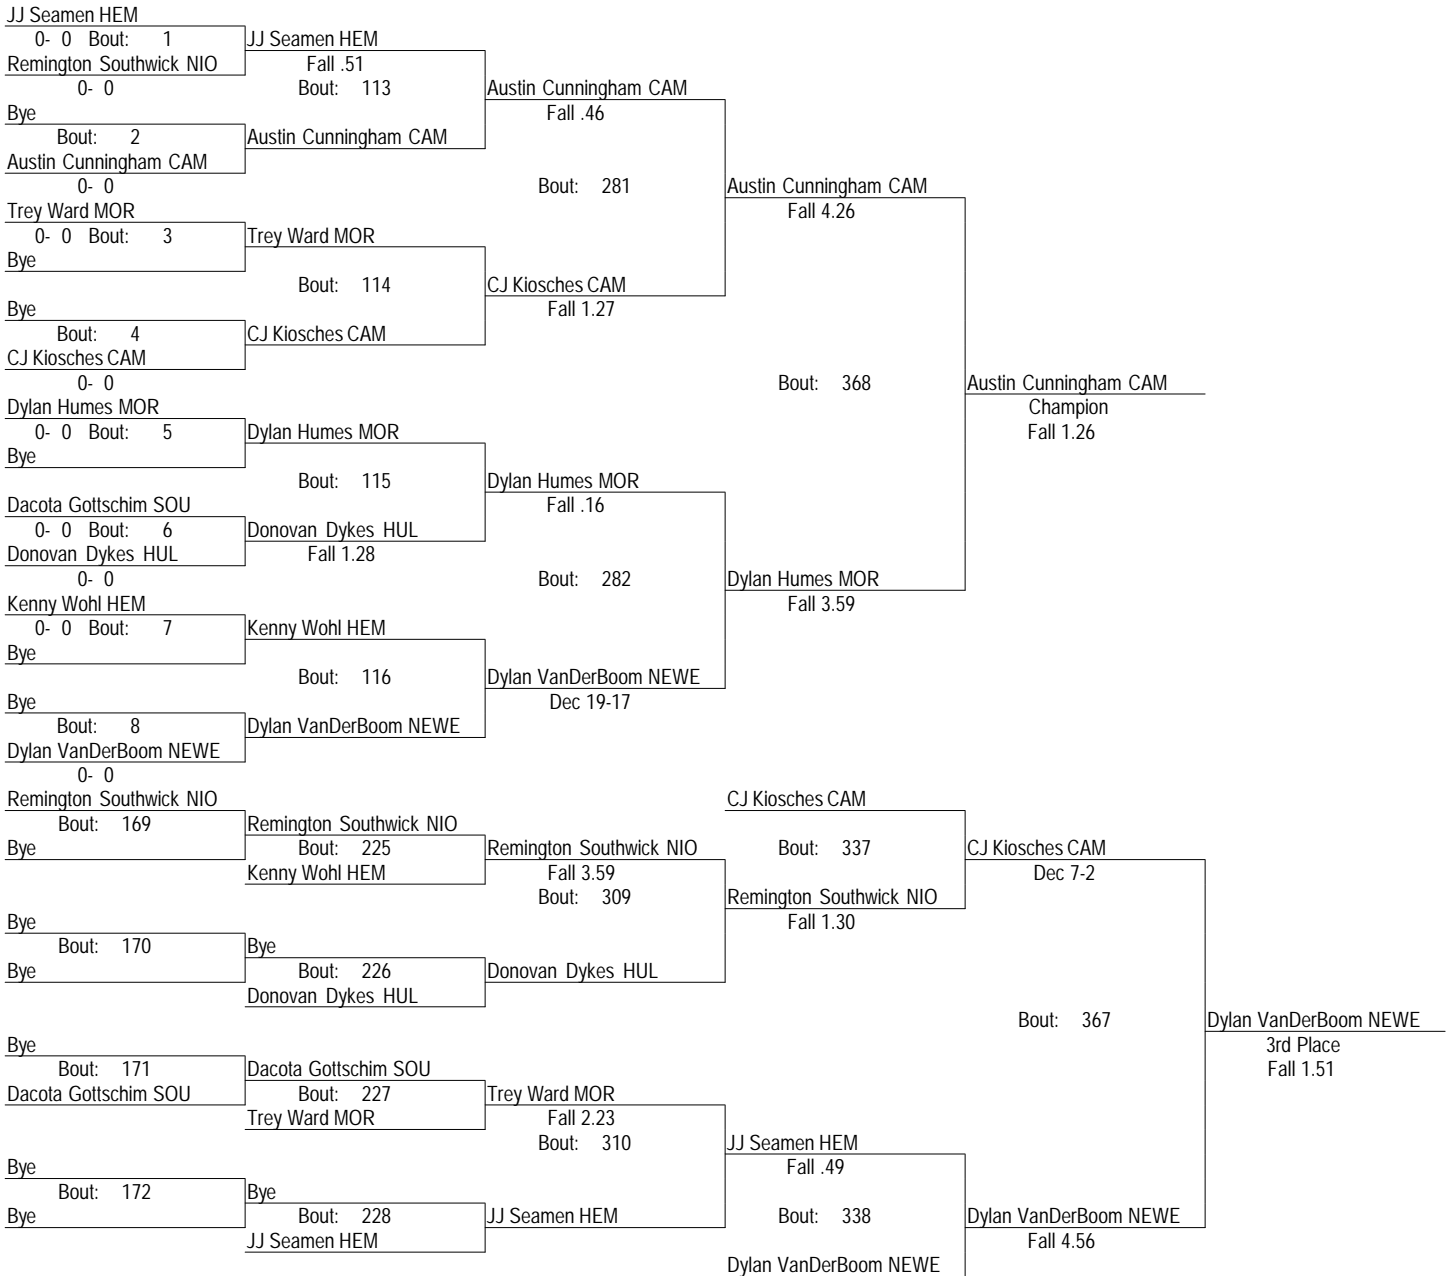 JJ Seamen HEM
0- 0 Bout: 1 JJ Seamen HEM
Remington Southwick NIO Fall .51
0- 0 Bout: 113 Austin Cunningham CAM
Bye Fall .46
Bout: 2 Austin Cunningham CAM
Austin Cunningham CAM
0- 0 Bout: 281 Austin Cunningham CAM
Trey Ward MOR Fall 4.26
0- 0 Bout: 3 Trey Ward MOR
Bye
Bout: 114 CJ Kiosches CAM
Bye Fall 1.27
Bout: 4 CJ Kiosches CAM
CJ Kiosches CAM
0- 0 Bout: 368 Austin Cunningham CAM
Dylan Humes MOR Champion
0- 0 Bout: 5 Dylan Humes MOR Fall 1.26
Bye
Bout: 115 Dylan Humes MOR
Dacota Gottschim SOU Fall .16
0- 0 Bout: 6 Donovan Dykes HUL
Donovan Dykes HUL Fall 1.28
0- 0 Bout: 282 Dylan Humes MOR
Kenny Wohl HEM Fall 3.59
0- 0 Bout: 7 Kenny Wohl HEM
Bye
Bout: 116 Dylan VanDerBoom NEWE
Bye Dec 19-17
Bout: 8 Dylan VanDerBoom NEWE
Dylan VanDerBoom NEWE
0- 0
Remington Southwick NIO CJ Kiosches CAM
Bout: 169 Remington Southwick NIO
Bye Bout: 225 Remington Southwick NIO Bout: 337 CJ Kiosches CAM
Kenny Wohl HEM Fall 3.59 Dec 7-2
Bout: 309 Remington Southwick NIO
Bye Fall 1.30
Bout: 170 Bye
Bye Bout: 226 Donovan Dykes HUL
Donovan Dykes HUL
Bout: 367 Dylan VanDerBoom NEWE
Bye 3rd Place
Bout: 171 Dacota Gottschim SOU Fall 1.51
Dacota Gottschim SOU Bout: 227 Trey Ward MOR
Trey Ward MOR Fall 2.23
Bout: 310 JJ Seamen HEM
Bye Fall .49
Bout: 172 Bye
Bye Bout: 228 JJ Seamen HEM Bout: 338 Dylan VanDerBoom NEWE
JJ Seamen HEM Fall 4.56
Dylan VanDerBoom NEWE